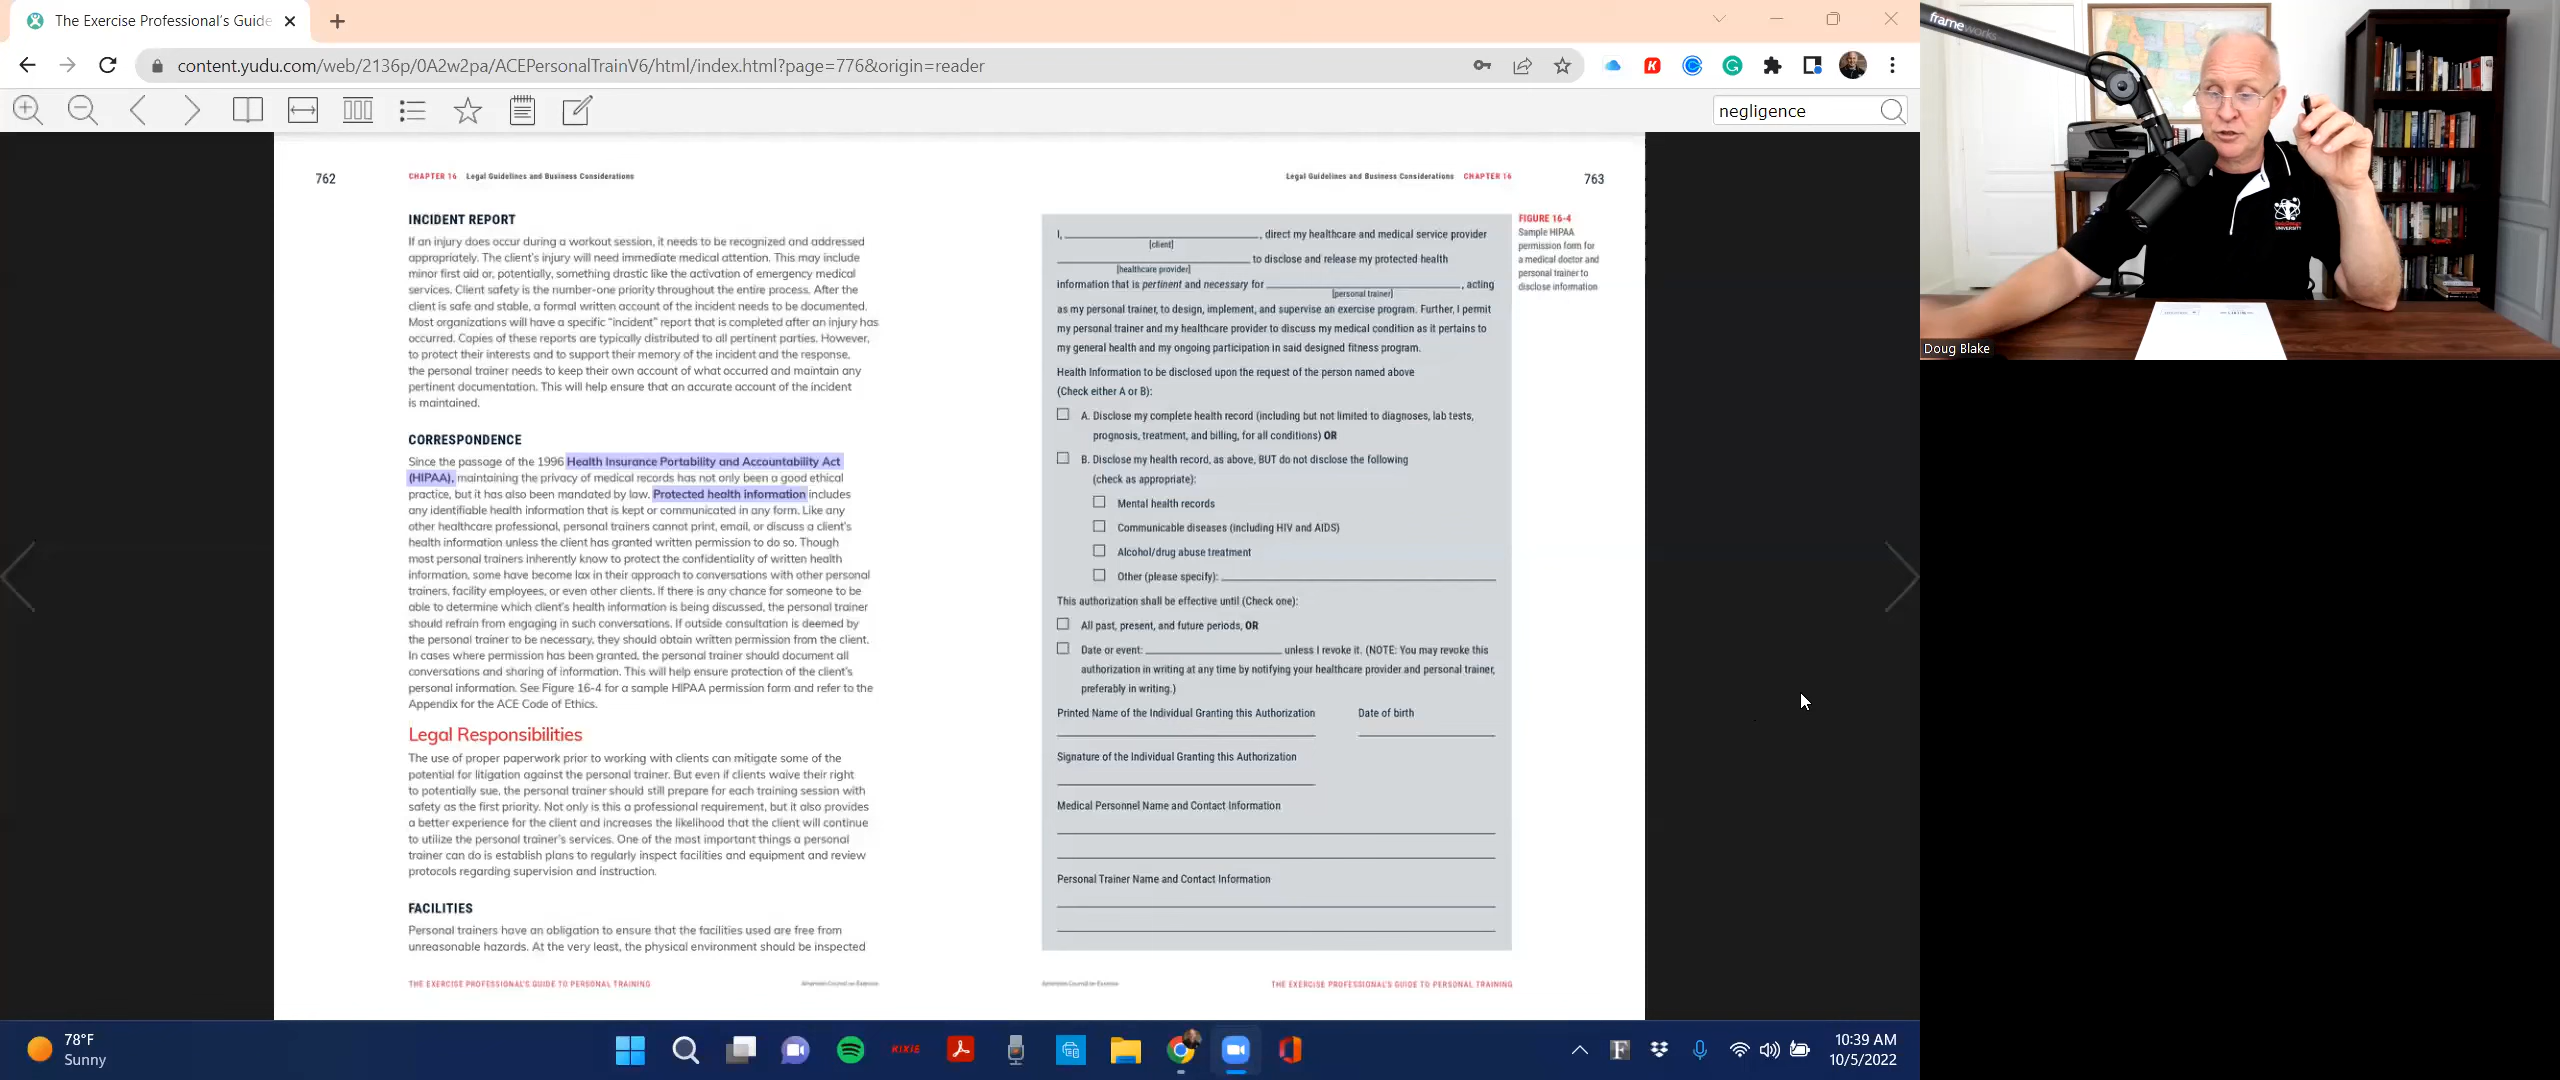 The Exercise Professional's Guide
content.yudu.com/web/2136p/0A2w2pa/ACEPersonalTrainV6/html/index.html?page=776&origin=reader
negligence
762
CHAPTER 16 Legal Guidelines and Business Considerations
INCIDENT REPORT
If an injury does occur during a workout session, it needs to be recognized and addressed
appropriately. The client's injury will need immediate medical attention. This may include
minor first aid or, potentially, something drastic like the activation of emergency medical
services. Client safety is the number-one priority throughout the entire process. After the
client is safe and stable, a formal written account of the incident needs to be documented.
Most organizations will have a specific "incident" report that is completed after an injury has
occurred. Copies of these reports are typically distributed to all pertinent parties. However,
to protect their interests and to support their memory of the incident and the response,
the personal trainer needs to keep their own account of what occurred and maintain any
pertinent documentation. This will help ensure that an accurate account of the incident
is maintained.
CORRESPONDENCE
Since the passage of the 1996 Health Insurance Portability and Accountability Act
(HIPAA), maintaining the privacy of medical records has not only been a good ethical
practice, but it has also been mandated by law. Protected health information includes
any identifiable health information that is kept or communicated in any form. Like any
other healthcare professional, personal trainers cannot print, email, or discuss a client's
health information unless the client has granted written permission to do so. Though
most personal trainers inherently know to protect the confidentiality of written health
information, some have become lax in their approach to conversations with other personal
trainers, facility employees, or even other clients. If there is any chance for someone to be
able to determine which client's health information is being discussed, the personal trainer
should refrain from engaging in such conversations. If outside consultation is deemed by
the personal trainer to be necessary, they should obtain written permission from the client.
In cases where permission has been granted, the personal trainer should document all
conversations and sharing of information. This will help ensure protection of the client's
personal information. See Figure 16-4 for a sample HIPAA permission form and refer to the
Appendix for the ACE Code of Ethics.
Legal Responsibilities
The use of proper paperwork prior to working with clients can mitigate some of the
potential for litigation against the personal trainer. But even if clients waive their right
to potentially sue, the personal trainer should still prepare for each training session with
safety as the first priority. Not only is this a professional requirement, but it also provides
a better experience for the client and increases the likelihood that the client will continue
to utilize the personal trainer's services. One of the most important things a personal
trainer can do is establish plans to regularly inspect facilities and equipment and review
protocols regarding supervision and instruction.
FACILITIES
Personal trainers have an obligation to ensure that the facilities used are free from
unreasonable hazards. At the very least, the physical environment should be inspected
THE EXERCISE PROFESSIONAL'S GUIDE TO PERSONAL TRAINING
American Council on Exercise
Legal Guidelines and Business Considerations CHAPTER 16
763
I, ____, direct my healthcare and medical service provider
[client]
____ to disclose and release my protected health
[healthcare provider]
information that is pertinent and necessary for ____, acting
[personal trainer]
as my personal trainer, to design, implement, and supervise an exercise program. Further, I permit
my personal trainer and my healthcare provider to discuss my medical condition as it pertains to
my general health and my ongoing participation in said designed fitness program.
Health Information to be disclosed upon the request of the person named above
(Check either A or B):
A. Disclose my complete health record (including but not limited to diagnoses, lab tests,
prognosis, treatment, and billing, for all conditions) OR
B. Disclose my health record, as above, BUT do not disclose the following
(check as appropriate):
Mental health records
Communicable diseases (including HIV and AIDS)
Alcohol/drug abuse treatment
Other (please specify): ____
This authorization shall be effective until (Check one):
All past, present, and future periods, OR
Date or event: ____ unless I revoke it. (NOTE: You may revoke this
authorization in writing at any time by notifying your healthcare provider and personal trainer,
preferably in writing.)
Printed Name of the Individual Granting this Authorization Date of birth
Signature of the Individual Granting this Authorization
Medical Personnel Name and Contact Information
Personal Trainer Name and Contact Information
FIGURE 16-4
Sample HIPAA
permission form for
a medical doctor and
personal trainer to
disclose information
American Council on Exercise
THE EXERCISE PROFESSIONAL'S GUIDE TO PERSONAL TRAINING
frameworks
UNIVERSITY
Doug Blake
78°F
Sunny
KIXIE
10:39 AM
10/5/2022